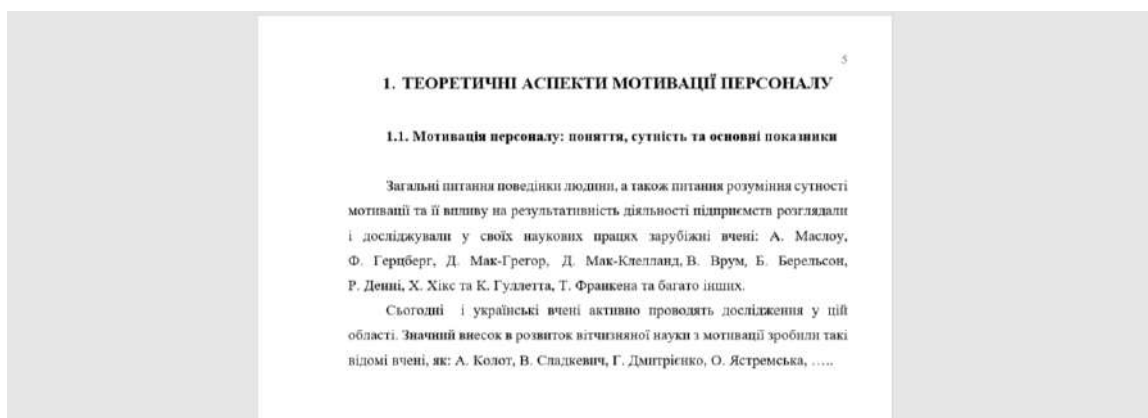 5
1. ТЕОРЕТИЧНІ АСПЕКТИ МОТИВАЦІЇ ПЕРСОНАЛУ
1.1. Мотивація персоналу: поняття, сутність та основні показники
Загальні питання поведінки людини, а також питання розуміння сутності
мотивації та її впливу на результативність діяльності підприємств розглядали
і досліджували у своїх наукових працях зарубіжні вчені: А. Маслоу,
Ф. Герцберг, Д. Мак-Грегор, Д. Мак-Клелланд, В. Врум, Б. Берельсон,
Р. Денні, Х. Хікс та К. Гуллетта, Т. Франкена та багато інших.
Сьогодні і українські вчені активно проводять дослідження у цій
області. Значний внесок в розвиток вітчизняної науки з мотивації зробили такі
відомі вчені, як: А. Колот, В. Сладкевич, Г. Дмитрієнко, О. Ястремська, …..